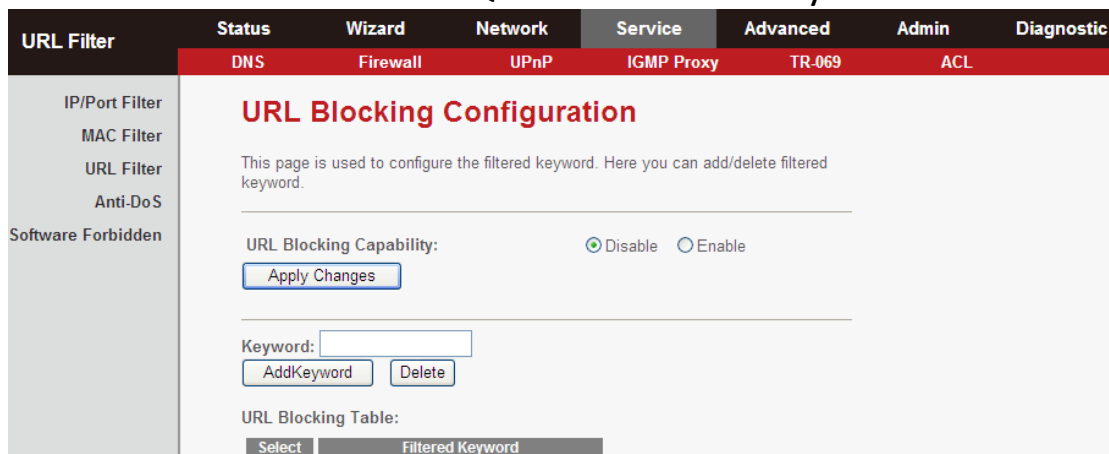 URL Filter
Status Wizard Network Service Advanced Admin Diagnostic
DNS Firewall UPnP IGMP Proxy TR-069 ACL
IP/Port Filter
MAC Filter
URL Filter
Anti-DoS
Software Forbidden
URL Blocking Configuration
This page is used to configure the filtered keyword. Here you can add/delete filtered
keyword.
URL Blocking Capability: Disable Enable
Apply Changes
Keyword:
AddKeyword Delete
URL Blocking Table:
Select Filtered Keyword